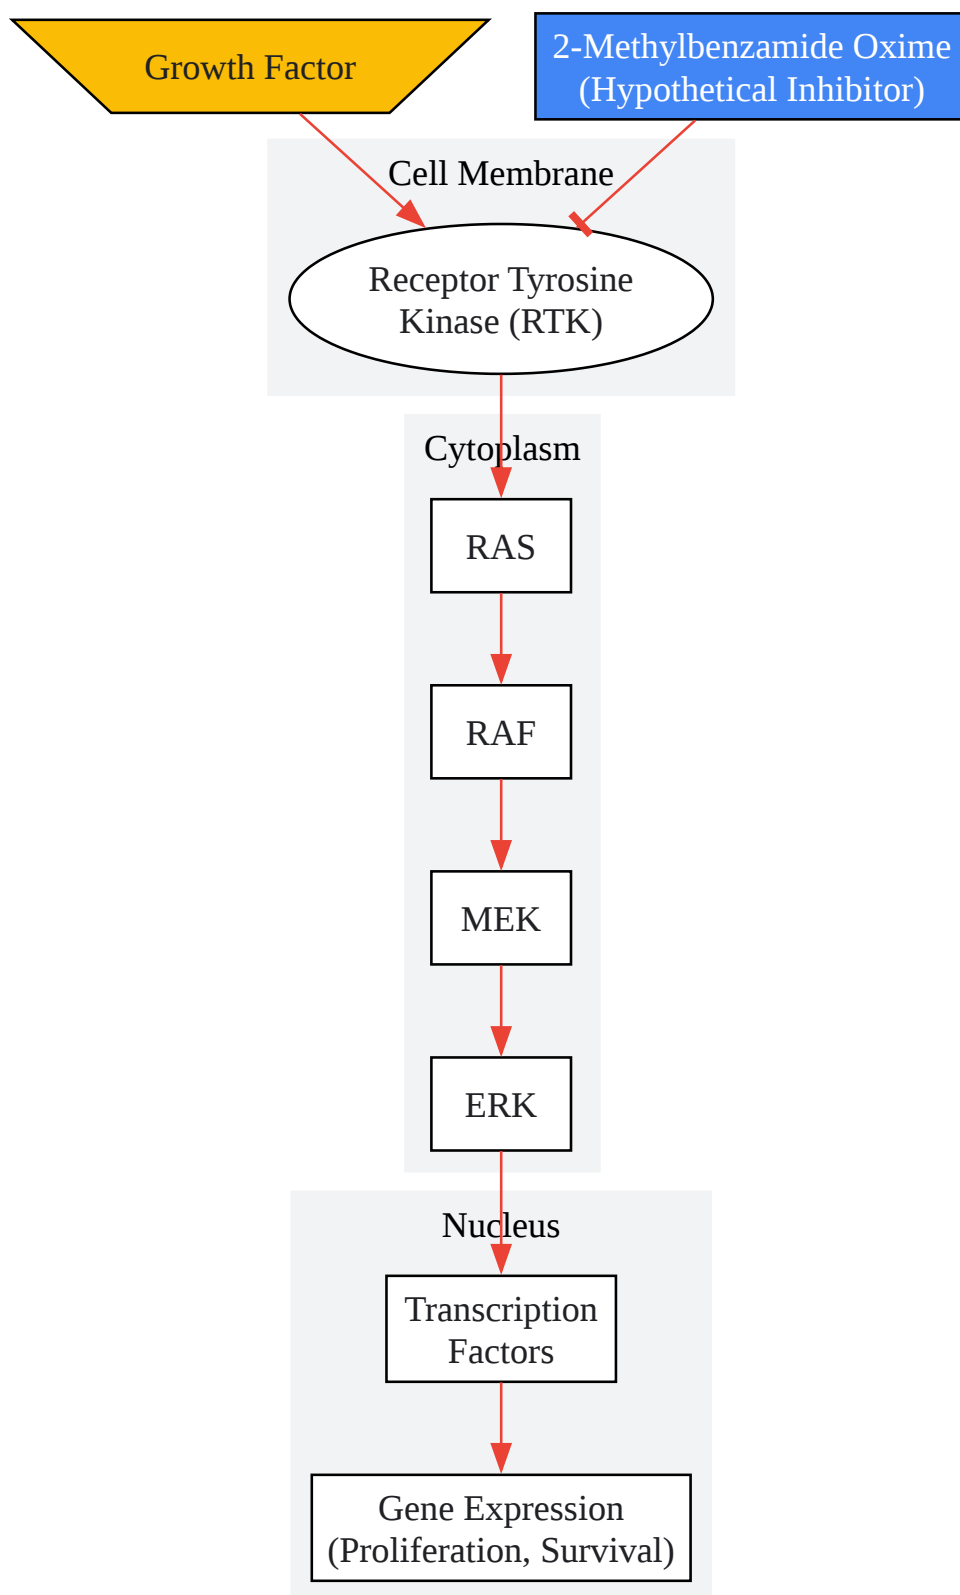 Growth Factor
2-Methylbenzamide Oxime
(Hypothetical Inhibitor)
Cell Membrane
Receptor Tyrosine
Kinase (RTK)
Cytoplasm
RAS
RAF
MEK
ERK
Nucleus
Transcription
Factors
Gene Expression
(Proliferation, Survival)